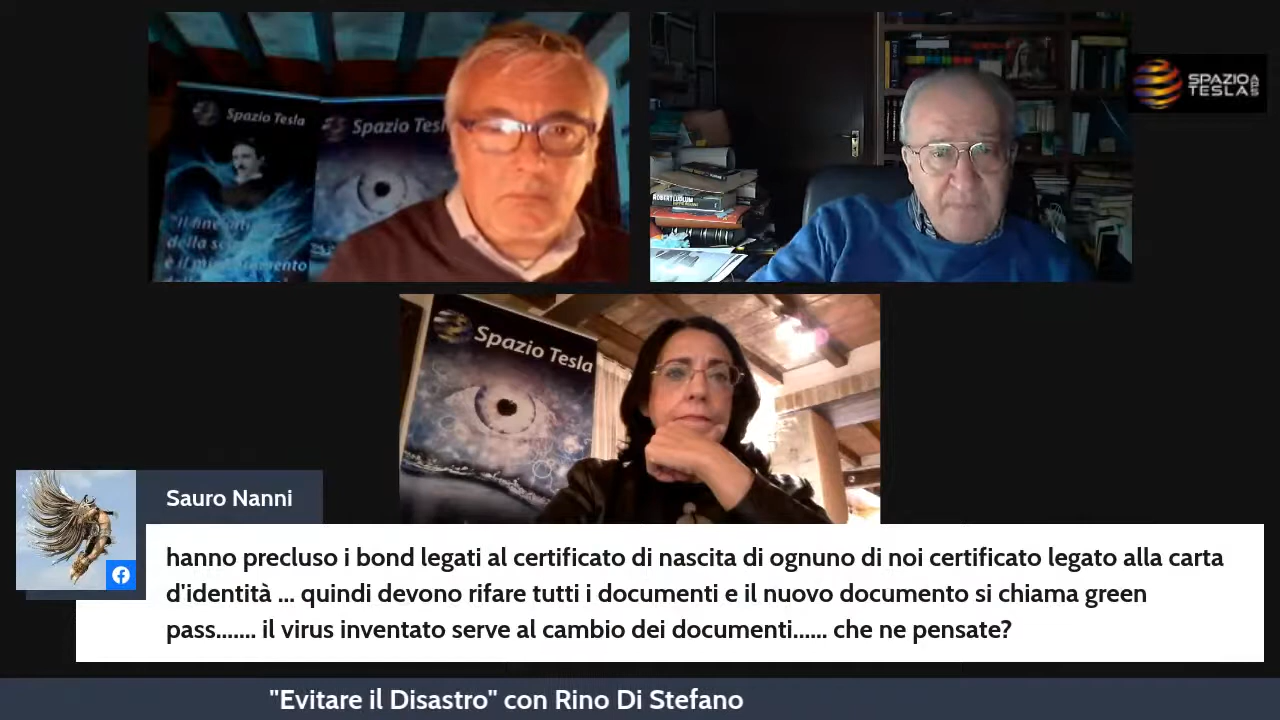 Spazio Tesla
Spazio Tesl
"Il fine
della sc
e il mi
SPAZIO
TESLA
ROBERT LUDLUM
Spazio Tesla
Sauro Nanni
hanno precluso i bond legati al certificato di nascita di ognuno di noi certificato legato alla carta
d'identità ... quindi devono rifare tutti i documenti e il nuovo documento si chiama green
pass....... il virus inventato serve al cambio dei documenti...... che ne pensate?
"Evitare il Disastro" con Rino Di Stefano